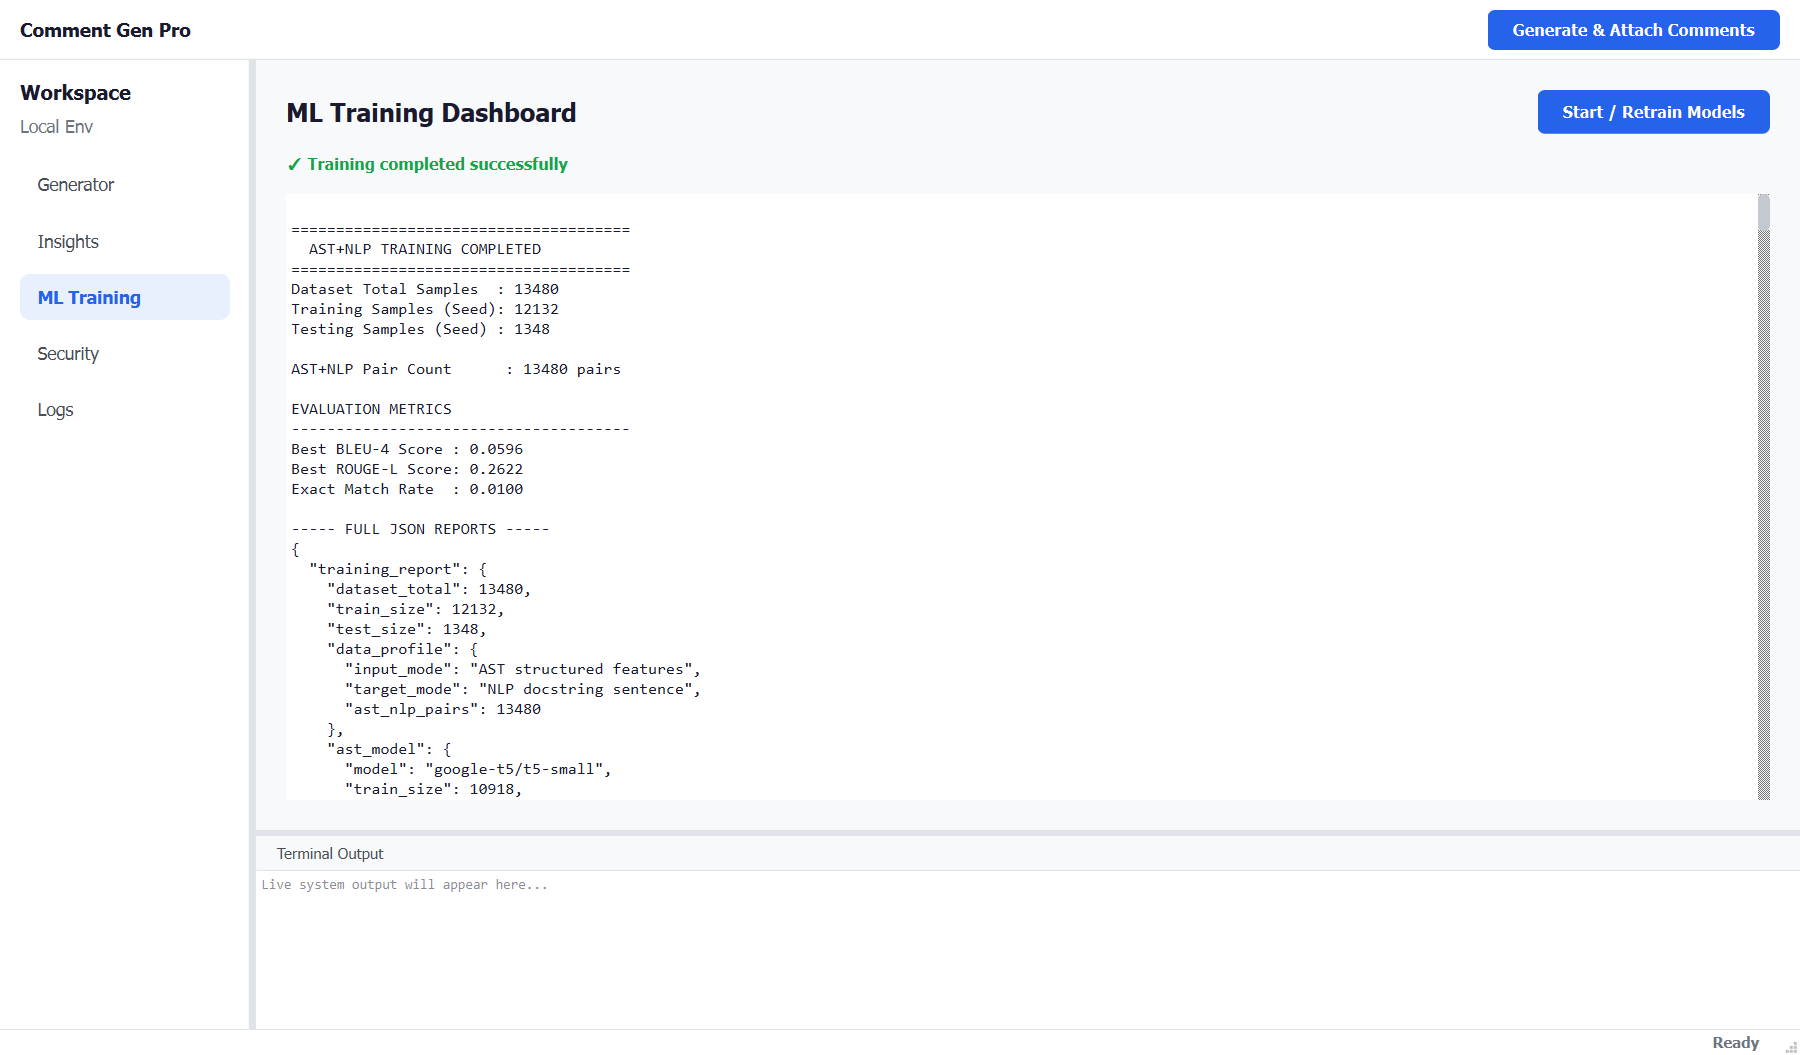 Comment Gen Pro
Generate & Attach Comments
Workspace
Local Env
Generator
Insights
ML Training
Security
Logs
ML Training Dashboard
Start / Retrain Models
✓ Training completed successfully
======================================
  AST+NLP TRAINING COMPLETED
======================================
Dataset Total Samples  : 13480
Training Samples (Seed): 12132
Testing Samples (Seed) : 1348
AST+NLP Pair Count      : 13480 pairs
EVALUATION METRICS
--------------------------------------
Best BLEU-4 Score : 0.0596
Best ROUGE-L Score: 0.2622
Exact Match Rate  : 0.0100
----- FULL JSON REPORTS -----
{
  "training_report": {
    "dataset_total": 13480,
    "train_size": 12132,
    "test_size": 1348,
    "data_profile": {
      "input_mode": "AST structured features",
      "target_mode": "NLP docstring sentence",
      "ast_nlp_pairs": 13480
    },
    "ast_model": {
      "model": "google-t5/t5-small",
      "train_size": 10918,
Terminal Output
Live system output will appear here...
Ready